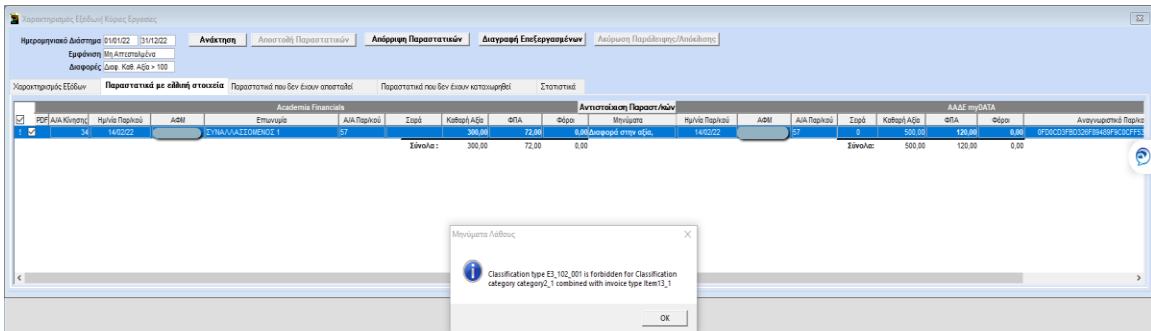 Χαρακτηρισμός Εξόδων| Κύριες Εργασίες
Ημερομηνιακό Διάστημα 01/01/22 31/12/22 Ανάκτηση Αποστολή Παραστατικών Απόρριψη Παραστατικών Διαγραφή Επεξεργασμένων Ακύρωση Παράλειψης/Απόκλισης
Εμφάνιση Μη Απεσταλμένα
Διαφορές Διαφ. Καθ. Αξία > 100
Χαρακτηρισμός Εξόδων Παραστατικά με ελλιπή στοιχεία Παραστατικά που δεν έχουν αποσταλεί Παραστατικά που δεν έχουν καταχωρηθεί Στατιστικά
Academia Financials Αντιστοίχιση Παραστ/κών ΑΑΔΕ myDATA
PDF Α/Α Κίνησης Ημ/νία Παρ/κού ΑΦΜ Επωνυμία Α/Α Παρ/κού Σειρά Καθαρή Αξία ΦΠΑ Φόροι Μηνύματα Ημ/νία Παρ/κού ΑΦΜ Α/Α Παρ/κού Σειρά Καθαρή Αξία ΦΠΑ Φόροι Αναγνωριστικό Παρ/κο
34 14/02/22 ΣΥΝΑΛΛΑΣΣΟΜΕΝΟΣ 1 57 300,00 72,00 0,00 Διαφορά στην αξία, 14/02/22 57 0 500,00 120,00 0,00
Σύνολα : 300,00 72,00 0,00 Σύνολα: 500,00 120,00 0,00
Μηνύματα Λάθους
Classification type E3_102_001 is forbidden for Classification
category category2_1 combined with invoice type Item13_1
OK